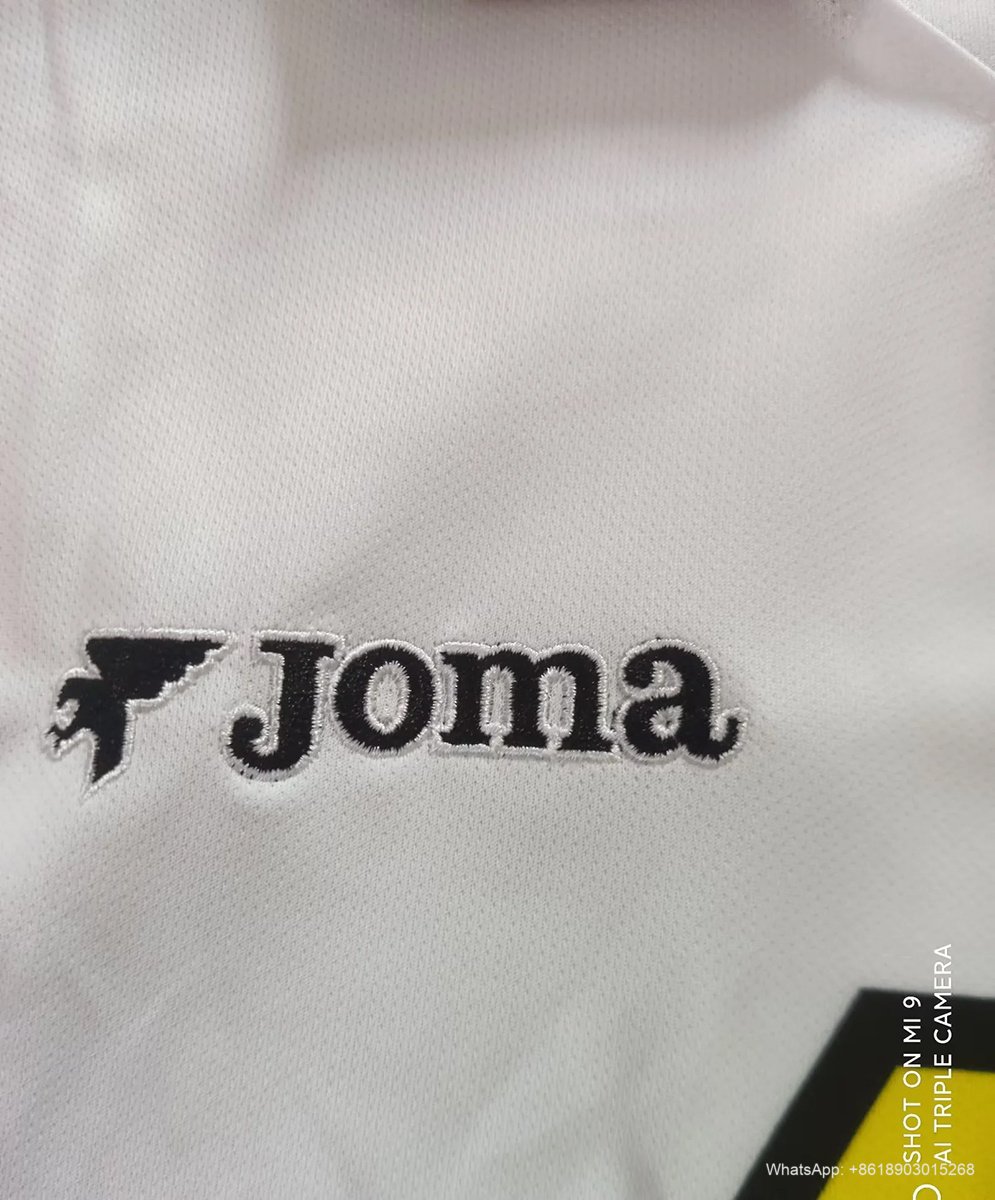 Joma
SHOT ON MI 9
AI TRIPLE CAMERA
WhatsApp: +8618903015268